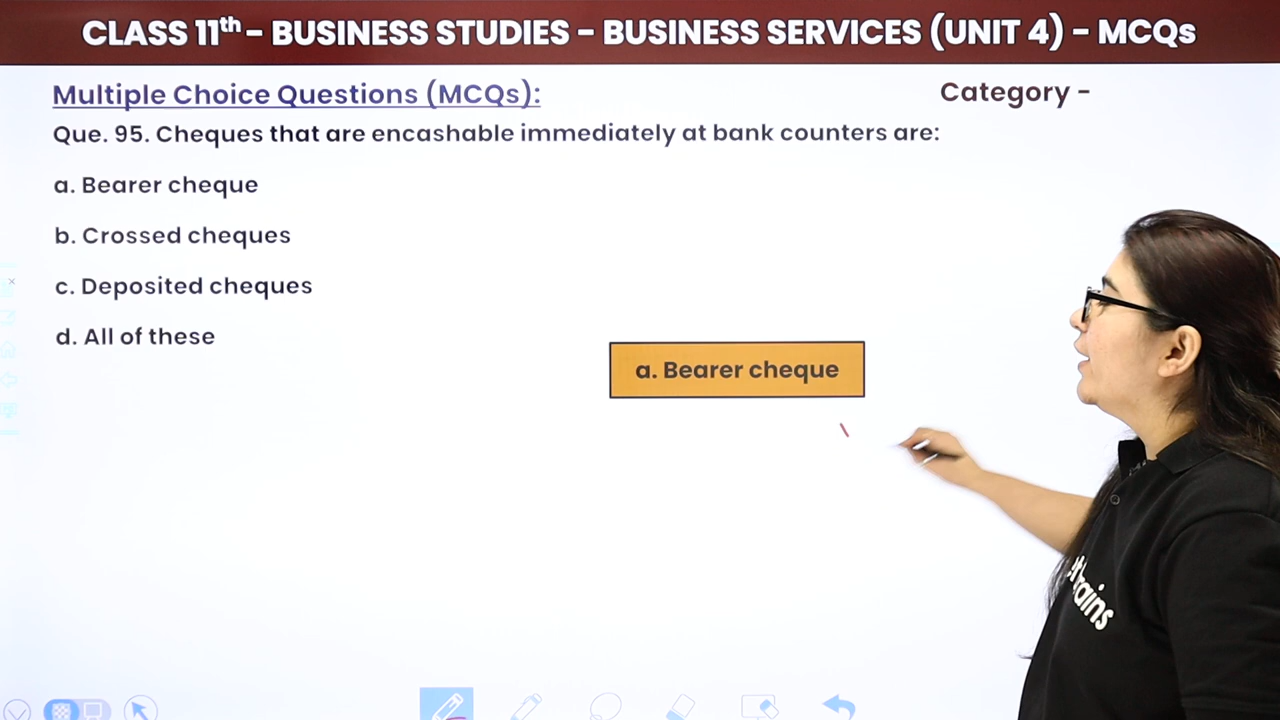 CLASS 11th – BUSINESS STUDIES – BUSINESS SERVICES (UNIT 4) – MCQs
Multiple Choice Questions (MCQs):
Category –
Que. 95. Cheques that are encashable immediately at bank counters are:
a. Bearer cheque
b. Crossed cheques
c. Deposited cheques
d. All of these
a. Bearer cheque